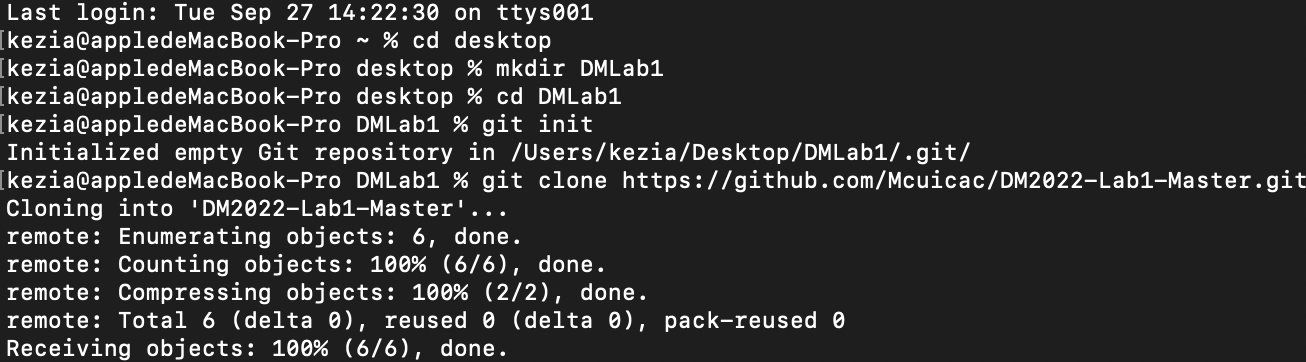 Last login: Tue Sep 27 14:22:30 on ttys001
[kezia@appledeMacBook-Pro ~ % cd desktop
[kezia@appledeMacBook-Pro desktop % mkdir DMLab1
[kezia@appledeMacBook-Pro desktop % cd DMLab1
[kezia@appledeMacBook-Pro DMLab1 % git init
Initialized empty Git repository in /Users/kezia/Desktop/DMLab1/.git/
[kezia@appledeMacBook-Pro DMLab1 % git clone https://github.com/Mcuicac/DM2022-Lab1-Master.git
Cloning into 'DM2022-Lab1-Master'...
remote: Enumerating objects: 6, done.
remote: Counting objects: 100% (6/6), done.
remote: Compressing objects: 100% (2/2), done.
remote: Total 6 (delta 0), reused 0 (delta 0), pack-reused 0
Receiving objects: 100% (6/6), done.